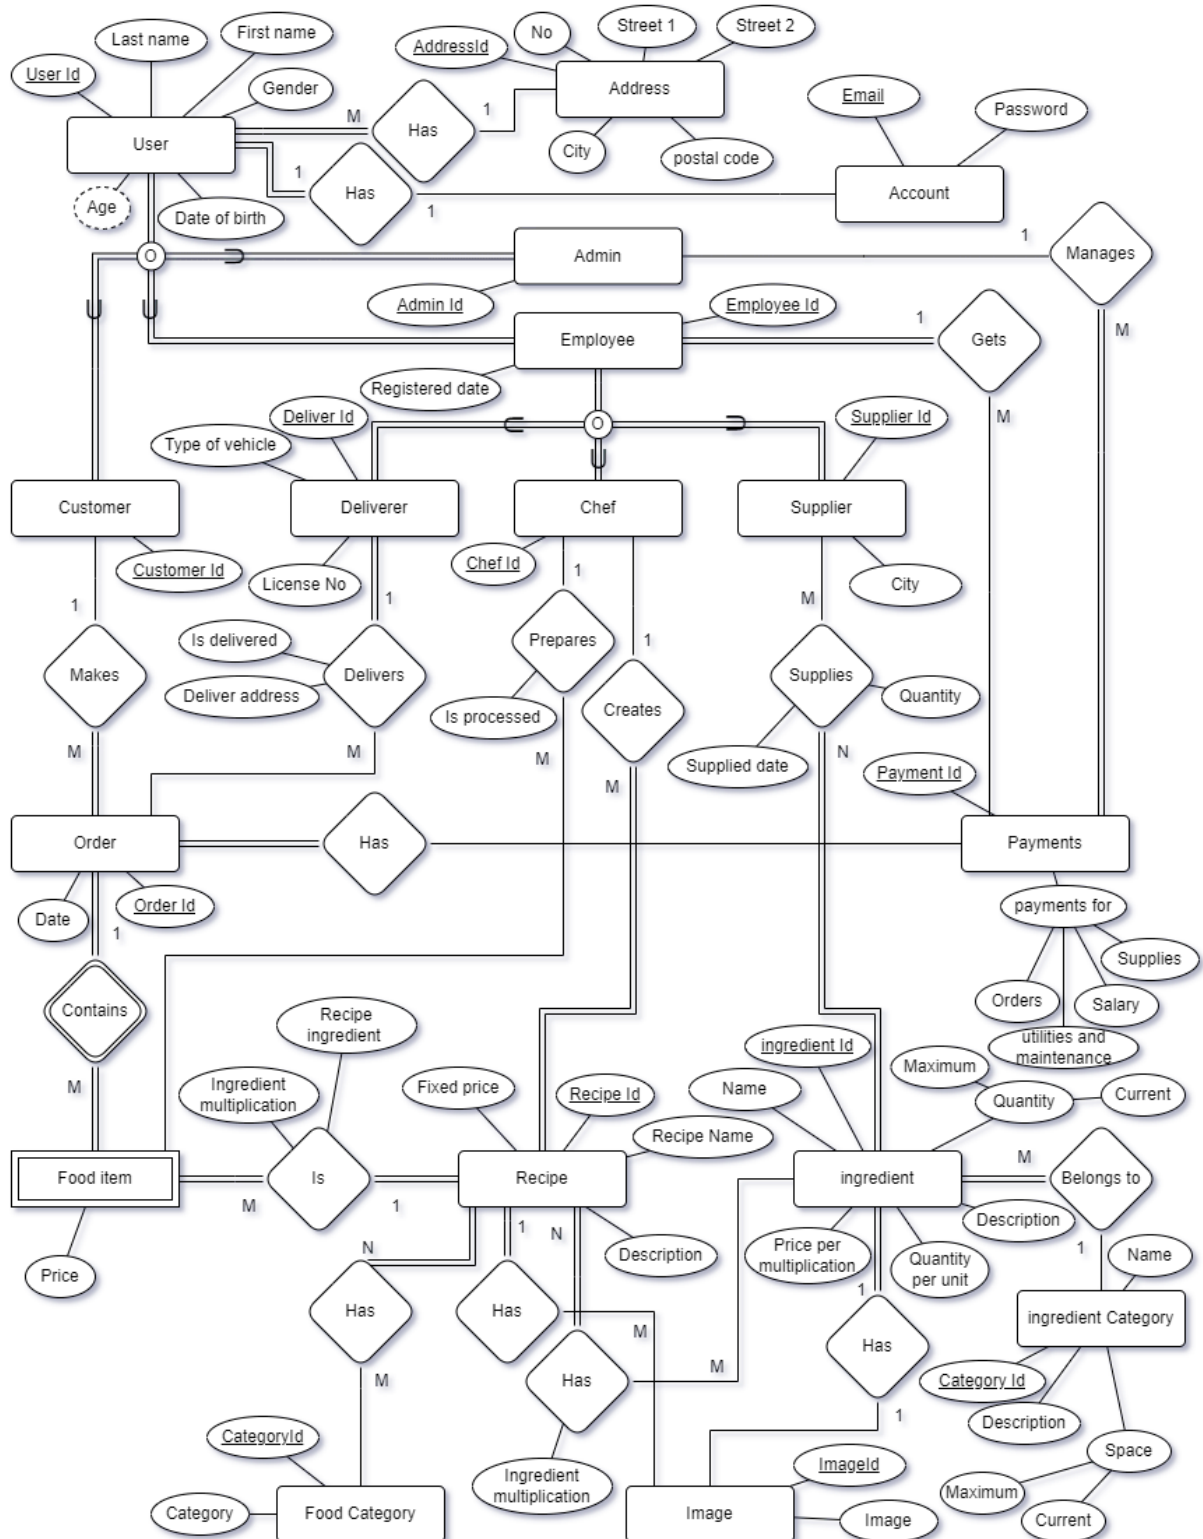 Street 1
Street 2
First name
No
Last name
AddressId
User Id
Gender
Address
Email
Password
M
1
Has
User
City
postal code
1
Has
Account
Age
Date of birth
1
1
Manages
O
Admin
Admin Id
Employee Id
1
M
Employee
Gets
Registered date
Deliver Id
Supplier Id
M
Type of vehicle
O
Customer
Deliverer
Chef
Supplier
Chef Id
Customer Id
License No
1
City
1
1
M
Is delivered
Prepares
1
Makes
Delivers
Supplies
Deliver address
Quantity
Is processed
Creates
M
M
M
N
Supplied date
Payment Id
M
Order
Has
Payments
Date
Order Id
payments for
1
Supplies
Orders
Salary
Contains
Recipe
ingredient
utilities and
maintenance
ingredient Id
Maximum
M
Ingredient
multiplication
Fixed price
Recipe Id
Name
Quantity
Current
Recipe Name
M
Food item
Is
Recipe
ingredient
Belongs to
M
1
Description
N
1
N
Description
Price per
multiplication
Quantity
per unit
1
Name
Price
1
Has
Has
M
Has
ingredient Category
M
M
Has
Category Id
1
Description
CategoryId
Space
Ingredient
multiplication
ImageId
Maximum
Category
Food Category
Image
Image
Current